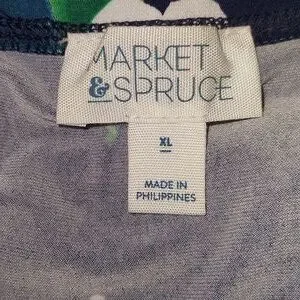 MARKET
&SPRUCE
XL
MADE IN
PHILIPPINES